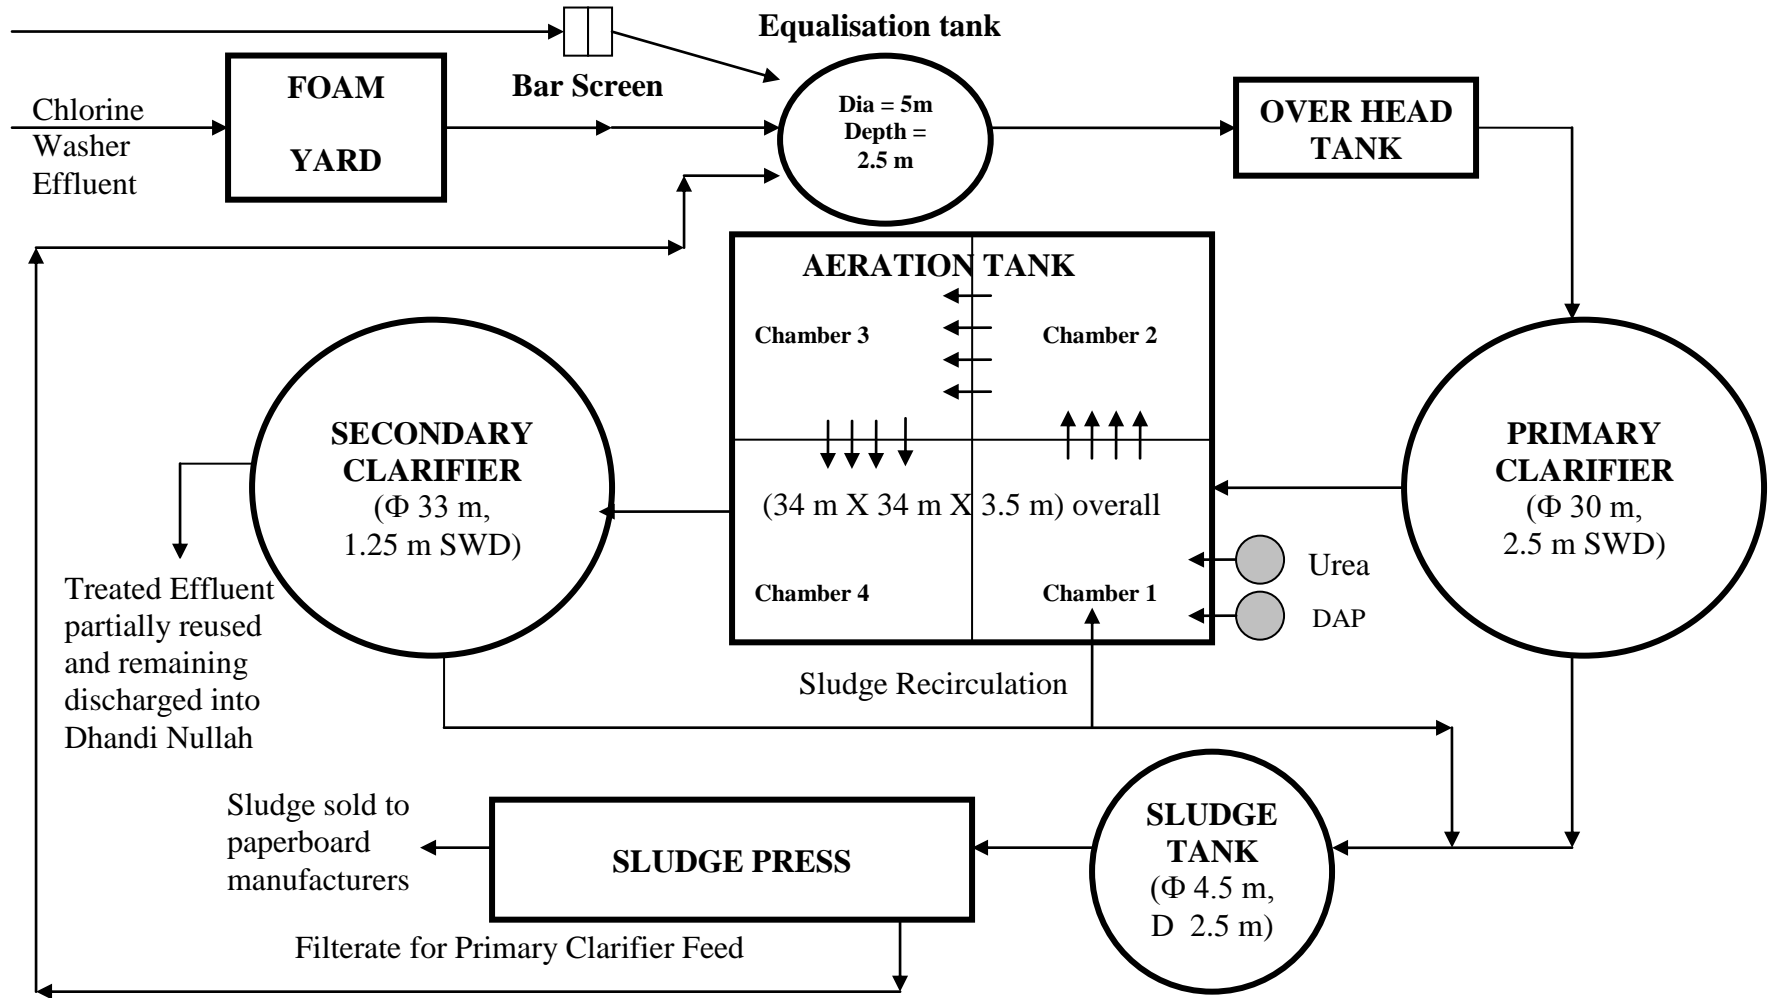 Equalisation tank
Bar Screen
FOAM
YARD
Chlorine
Washer
Effluent
Dia = 5m
Depth =
2.5 m
OVER HEAD
TANK
AERATION TANK
Chamber 3
Chamber 2
(34 m X 34 m X 3.5 m) overall
Chamber 4
Chamber 1
SECONDARY
CLARIFIER
(Φ 33 m,
1.25 m SWD)
PRIMARY
CLARIFIER
(Φ 30 m,
2.5 m SWD)
Urea
DAP
Treated Effluent
partially reused
and remaining
discharged into
Dhandi Nullah
Sludge Recirculation
Sludge sold to
paperboard
manufacturers
SLUDGE PRESS
SLUDGE
TANK
(Φ 4.5 m,
D 2.5 m)
Filterate for Primary Clarifier Feed